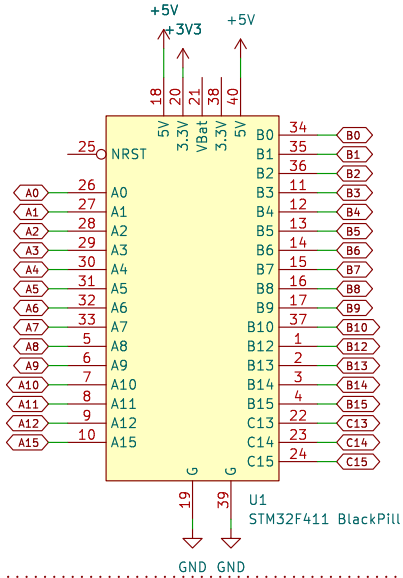 +5V
+3V3
+5V
18
20
21
38
40
5V
3.3V
VBat
3.3V
5V
25 NRST
A0 26 A0
A1 27 A1
A2 28 A2
A3 29 A3
A4 30 A4
A5 31 A5
A6 32 A6
A7 33 A7
A8 5 A8
A9 6 A9
A10 7 A10
A11 8 A11
A12 9 A12
A15 10 A15
B0 34 B0
B1 35 B1
B2 36 B2
B3 11 B3
B4 12 B4
B5 13 B5
B6 14 B6
B7 15 B7
B8 16 B8
B9 17 B9
B10 37 B10
B12 1 B12
B13 2 B13
B14 3 B14
B15 4 B15
C13 22 C13
C14 23 C14
C15 24 C15
G
G
19
39
U1
STM32F411 BlackPill
GND GND